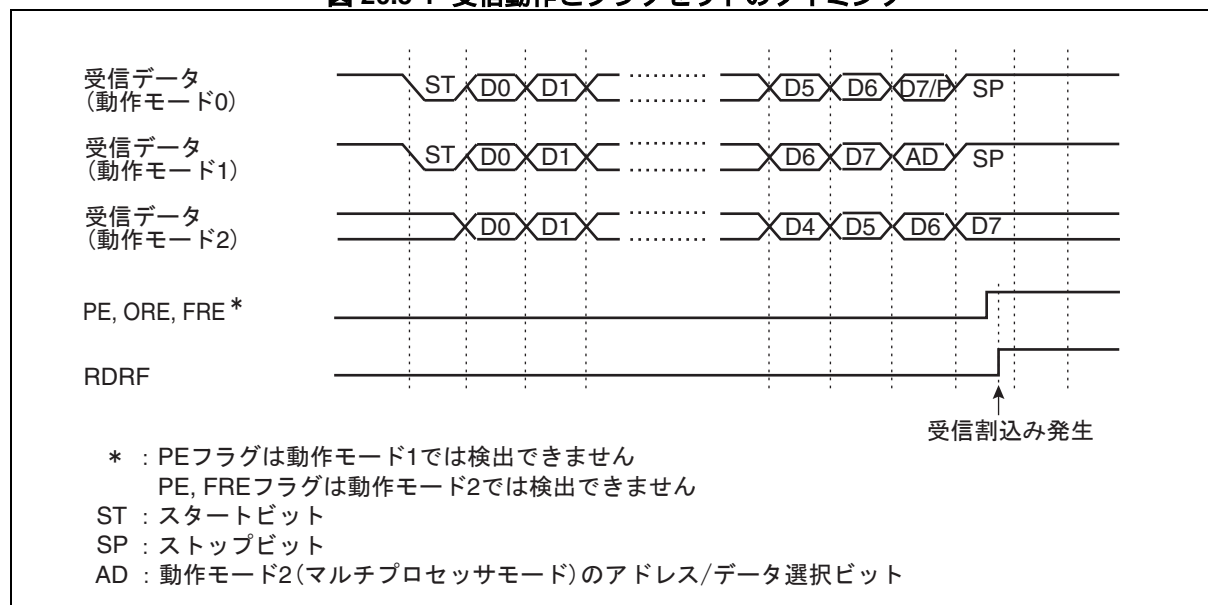 受信データ
(動作モード0)
ST D0 D1 ･･････････ D5 D6 D7/P SP
受信データ
(動作モード1)
ST D0 D1 ･･････････ D6 D7 AD SP
受信データ
(動作モード2)
D0 D1 ･･････････ D4 D5 D6 D7
PE, ORE, FRE*
RDRF
受信割込み発生
* : PEフラグは動作モード1では検出できません
PE, FREフラグは動作モード2では検出できません
ST : スタートビット
SP : ストップビット
AD : 動作モード2(マルチプロセッサモード)のアドレス/データ選択ビット